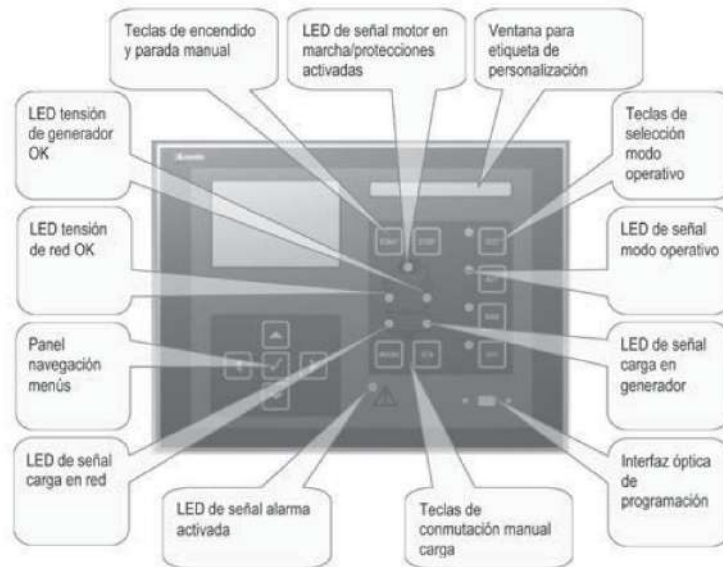 Teclas de encendido
y parada manual
LED de señal motor en
marcha/protecciones
activadas
Ventana para
etiqueta de
personalización
LED tensión
de generador
OK
Teclas de
selección
modo
operativo
LED tensión
de red OK
LED de señal
modo operativo
Panel
navegación
menús
LED de señal
carga en
generador
LED de señal
carga en red
LED de señal alarma
activada
Teclas de
conmutación manual
carga
Interfaz óptica
de
programación
START
STOP